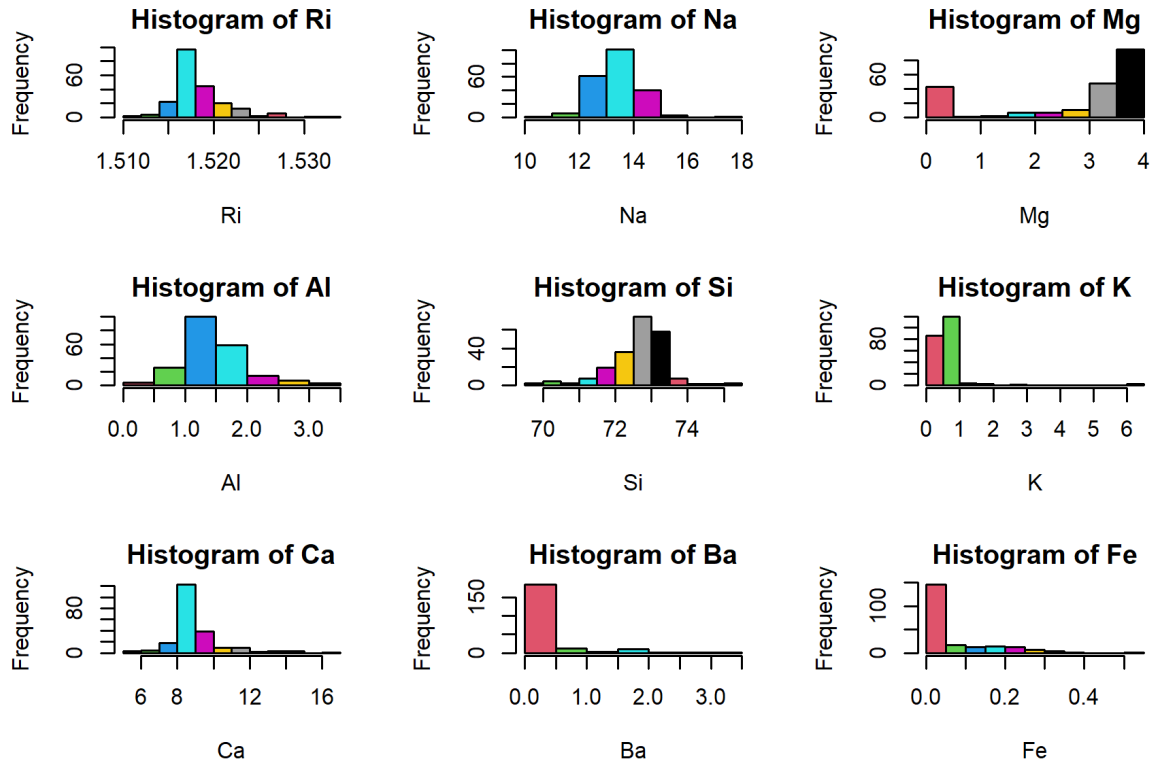 Histogram of Ri
Frequency
0 60
1.510 1.520 1.530
Ri
Histogram of Na
Frequency
0 60
10 12 14 16 18
Na
Histogram of Mg
Frequency
0 60
0 1 2 3 4
Mg
Histogram of Al
Frequency
0 60
0.0 1.0 2.0 3.0
Al
Histogram of Si
Frequency
0 40
70 72 74
Si
Histogram of K
Frequency
0 80
0 1 2 3 4 5 6
K
Histogram of Ca
Frequency
0 80
6 8 12 16
Ca
Histogram of Ba
Frequency
0 150
0.0 1.0 2.0 3.0
Ba
Histogram of Fe
Frequency
0 100
0.0 0.2 0.4
Fe